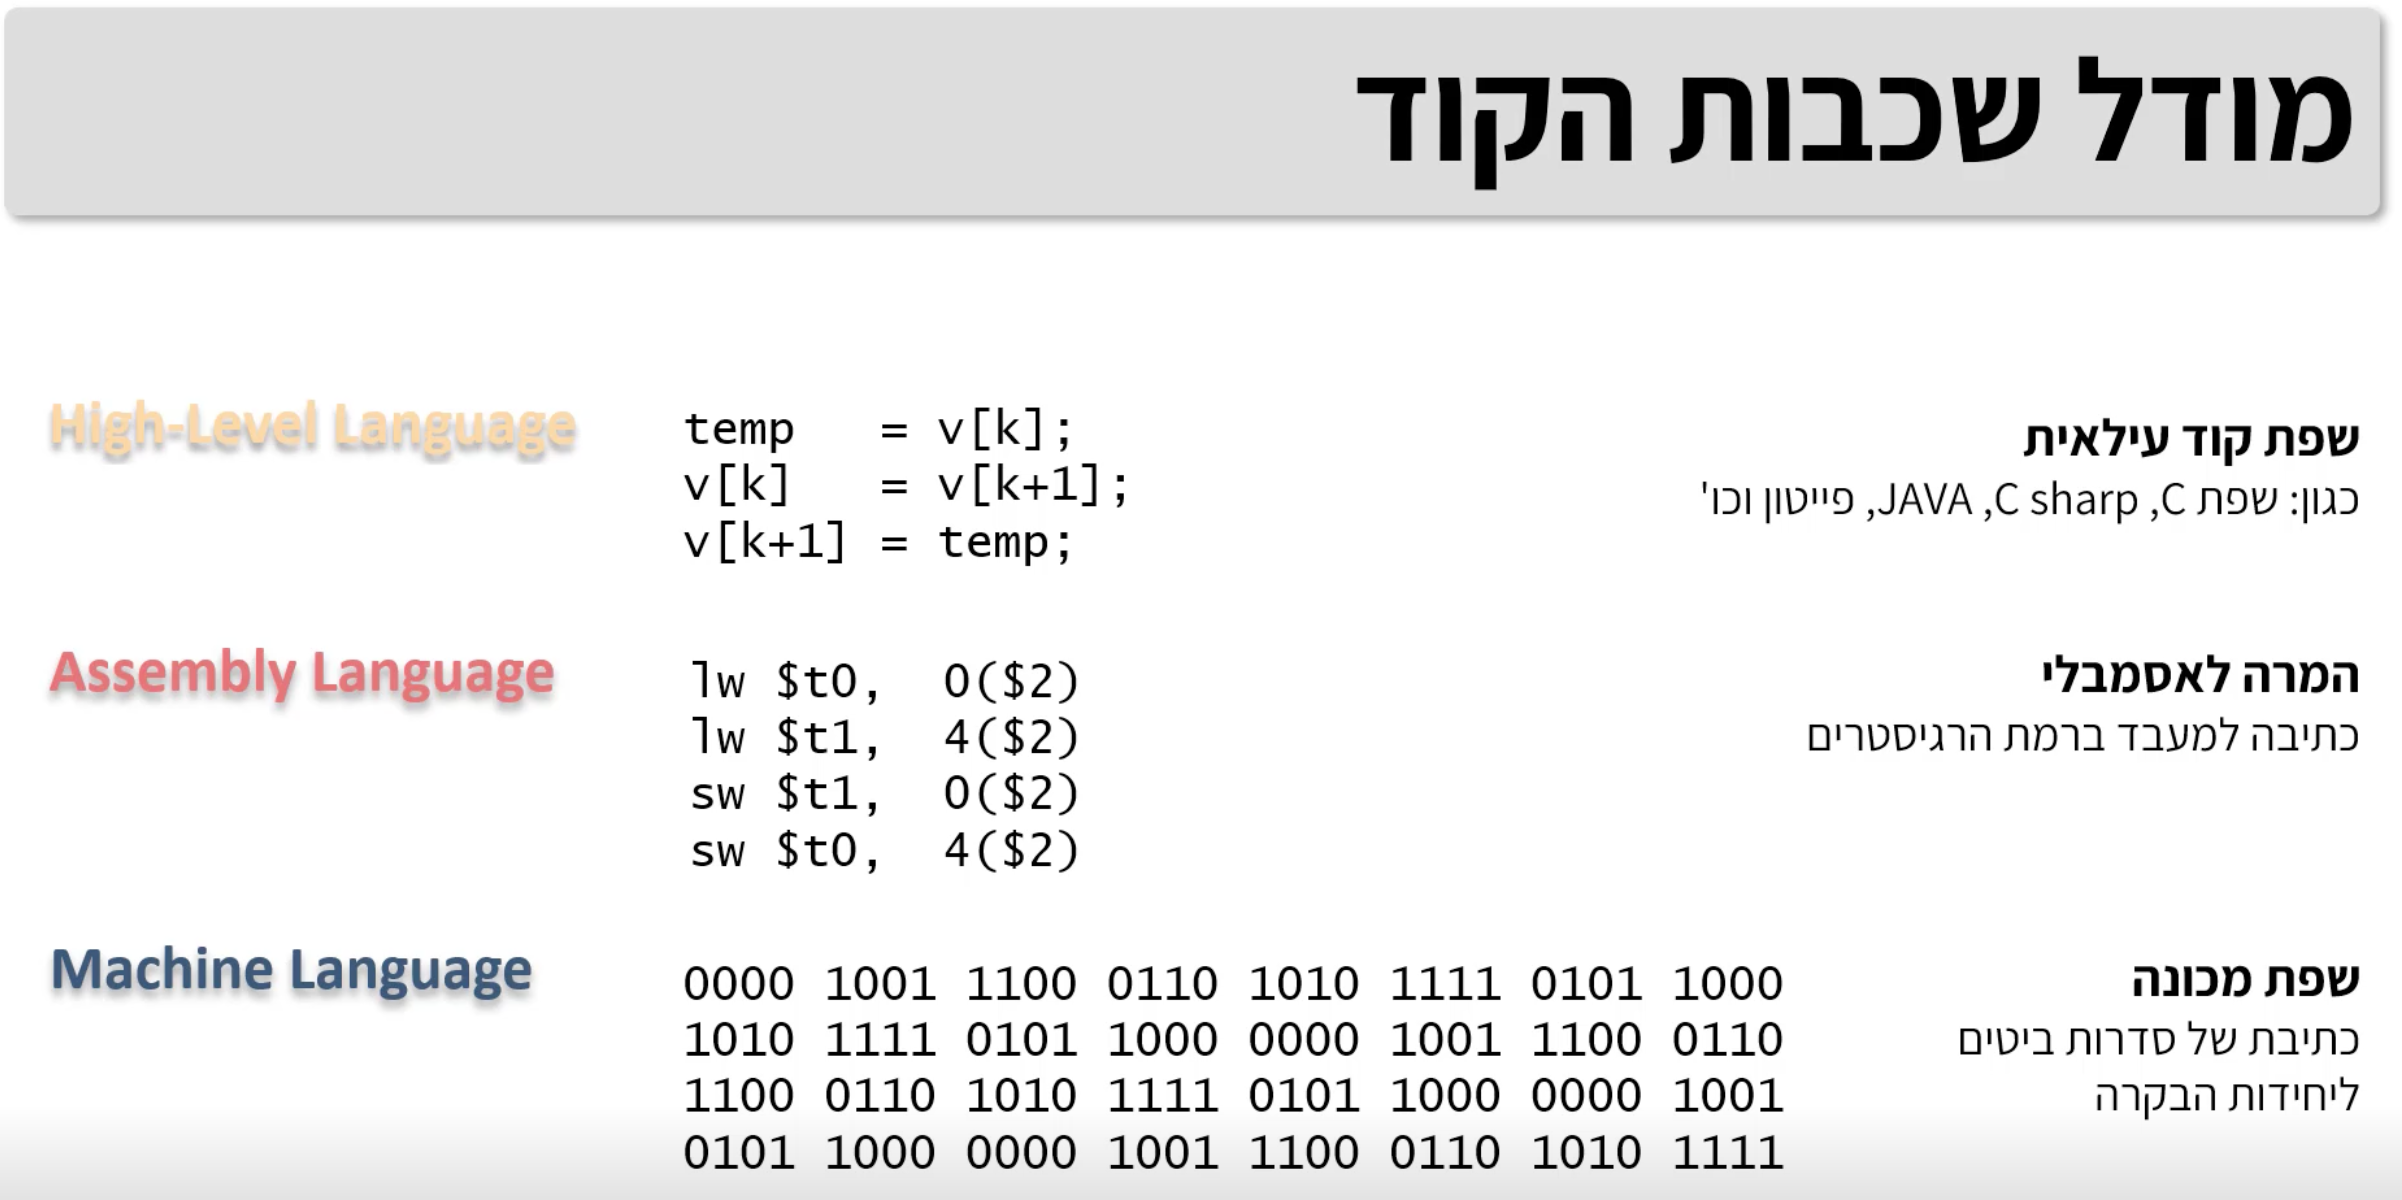 מודל שכבות הקוד
High-Level Language
temp   = v[k];
v[k]   = v[k+1];
v[k+1] = temp;
שפת קוד עילאית
כגון: שפת C, C sharp, JAVA, פייטון וכו'
Assembly Language
lw $t0,  0($2)
lw $t1,  4($2)
sw $t1,  0($2)
sw $t0,  4($2)
המרה לאסמבלי
כתיבה למעבד ברמת הרגיסטרים
Machine Language
0000 1001 1100 0110 1010 1111 0101 1000
1010 1111 0101 1000 0000 1001 1100 0110
1100 0110 1010 1111 0101 1000 0000 1001
0101 1000 0000 1001 1100 0110 1010 1111
שפת מכונה
כתיבת של סדרות ביטים
ליחידות הבקרה